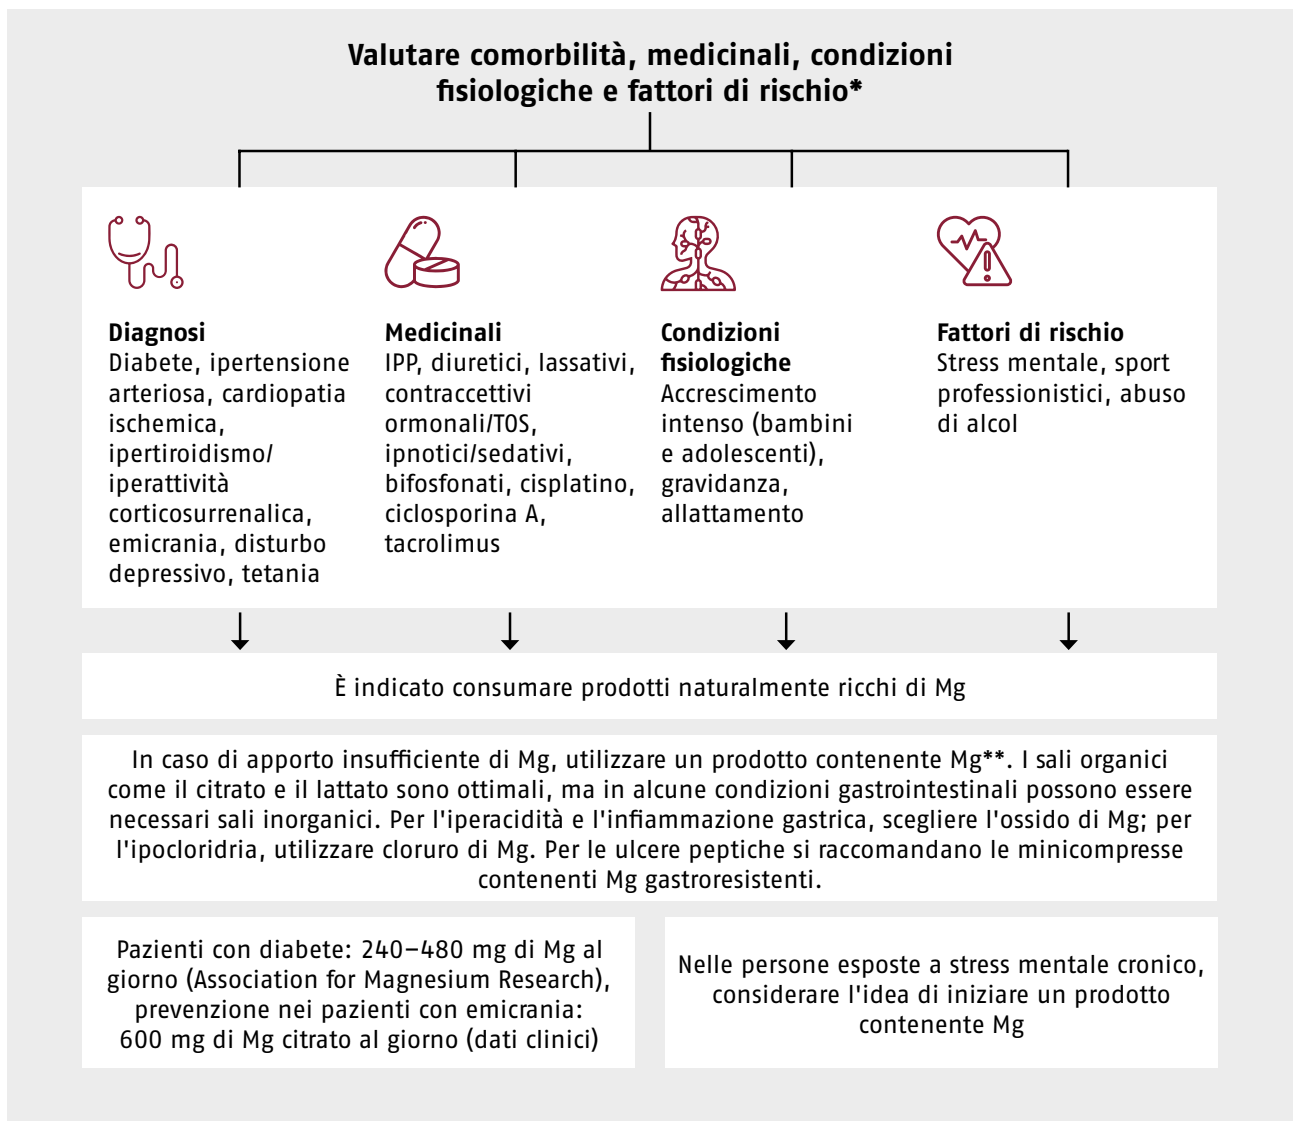 Valutare comorbilità, medicinali, condizioni
fisiologiche e fattori di rischio*
Diagnosi
Diabete, ipertensione
arteriosa, cardiopatia
ischemica,
ipertiroidismo/
iperattività
corticosurrenalica,
emicrania, disturbo
depressivo, tetania
Medicinali
IPP, diuretici, lassativi,
contraccettivi
ormonali/TOS,
ipnotici/sedativi,
bifosfonati, cisplatino,
ciclosporina A,
tacrolimus
Condizioni
fisiologiche
Accrescimento
intenso (bambini
e adolescenti),
gravidanza,
allattamento
Fattori di rischio
Stress mentale, sport
professionistici, abuso
di alcol
È indicato consumare prodotti naturalmente ricchi di Mg
In caso di apporto insufficiente di Mg, utilizzare un prodotto contenente Mg**. I sali organici
come il citrato e il lattato sono ottimali, ma in alcune condizioni gastrointestinali possono essere
necessari sali inorganici. Per l'iperacidità e l'infiammazione gastrica, scegliere l'ossido di Mg; per
l'ipocloridria, utilizzare cloruro di Mg. Per le ulcere peptiche si raccomandano le minicompresse
contenenti Mg gastroresistenti.
Pazienti con diabete: 240–480 mg di Mg al
giorno (Association for Magnesium Research),
prevenzione nei pazienti con emicrania:
600 mg di Mg citrato al giorno (dati clinici)
Nelle persone esposte a stress mentale cronico,
considerare l'idea di iniziare un prodotto
contenente Mg